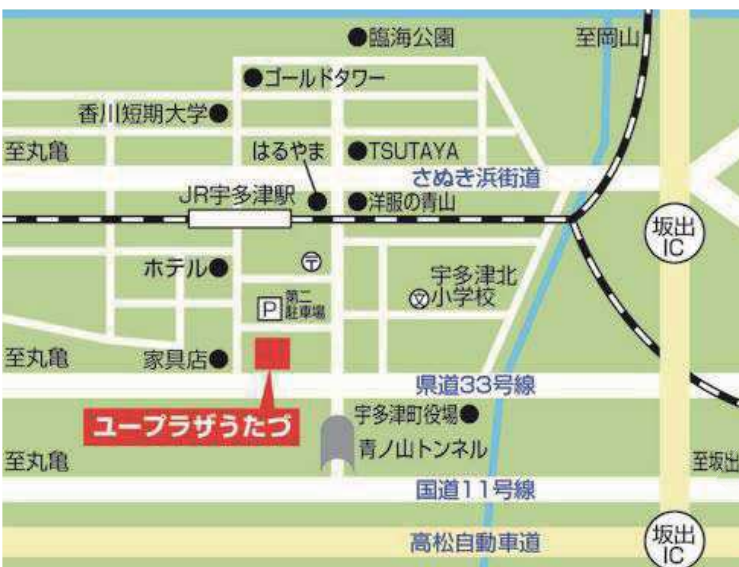 ●臨海公園
至岡山
●ゴールドタワー
香川短期大学●
至丸亀
はるやま
●TSUTAYA
さぬき浜街道
JR宇多津駅
●洋服の青山
坂出
IC
ホテル●
〒
宇多津北
小学校
文
P
第二
駐車場
至丸亀
家具店●
県道33号線
ユープラザうたづ
宇多津町役場●
青ノ山トンネル
至丸亀
至坂出
国道11号線
高松自動車道
坂出
IC